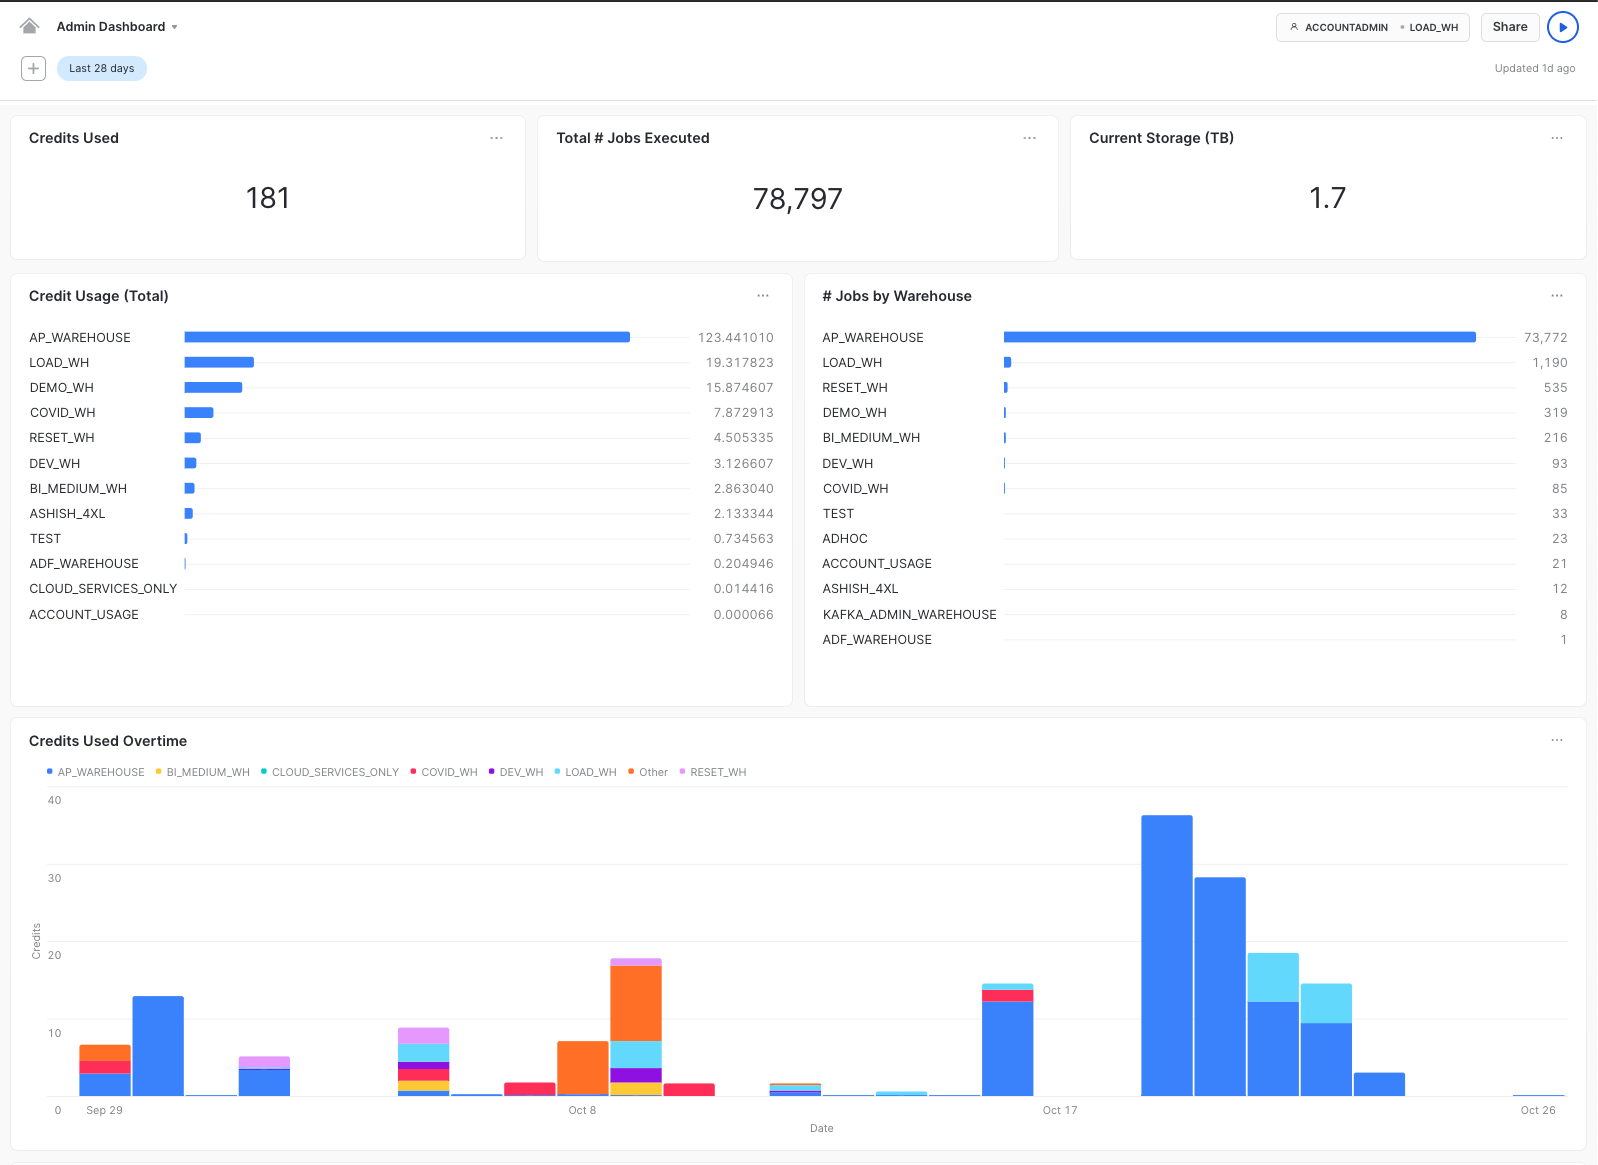 Admin Dashboard
ACCOUNTADMIN LOAD_WH
Share
Last 28 days
Updated 1d ago
Credits Used
181
Total # Jobs Executed
78,797
Current Storage (TB)
1.7
Credit Usage (Total)
AP_WAREHOUSE 123.441010
LOAD_WH 19.317823
DEMO_WH 15.874607
COVID_WH 7.872913
RESET_WH 4.505335
DEV_WH 3.126607
BI_MEDIUM_WH 2.863040
ASHISH_4XL 2.133344
TEST 0.734563
ADF_WAREHOUSE 0.204946
CLOUD_SERVICES_ONLY 0.014416
ACCOUNT_USAGE 0.000066
# Jobs by Warehouse
AP_WAREHOUSE 73,772
LOAD_WH 1,190
RESET_WH 535
DEMO_WH 319
BI_MEDIUM_WH 216
DEV_WH 93
COVID_WH 85
TEST 33
ADHOC 23
ACCOUNT_USAGE 21
ASHISH_4XL 12
KAFKA_ADMIN_WAREHOUSE 8
ADF_WAREHOUSE 1
Credits Used Overtime
AP_WAREHOUSE BI_MEDIUM_WH CLOUD_SERVICES_ONLY COVID_WH DEV_WH LOAD_WH Other RESET_WH
40
30
20
10
0
Credits
Sep 29 Oct 8 Oct 17 Oct 26
Date